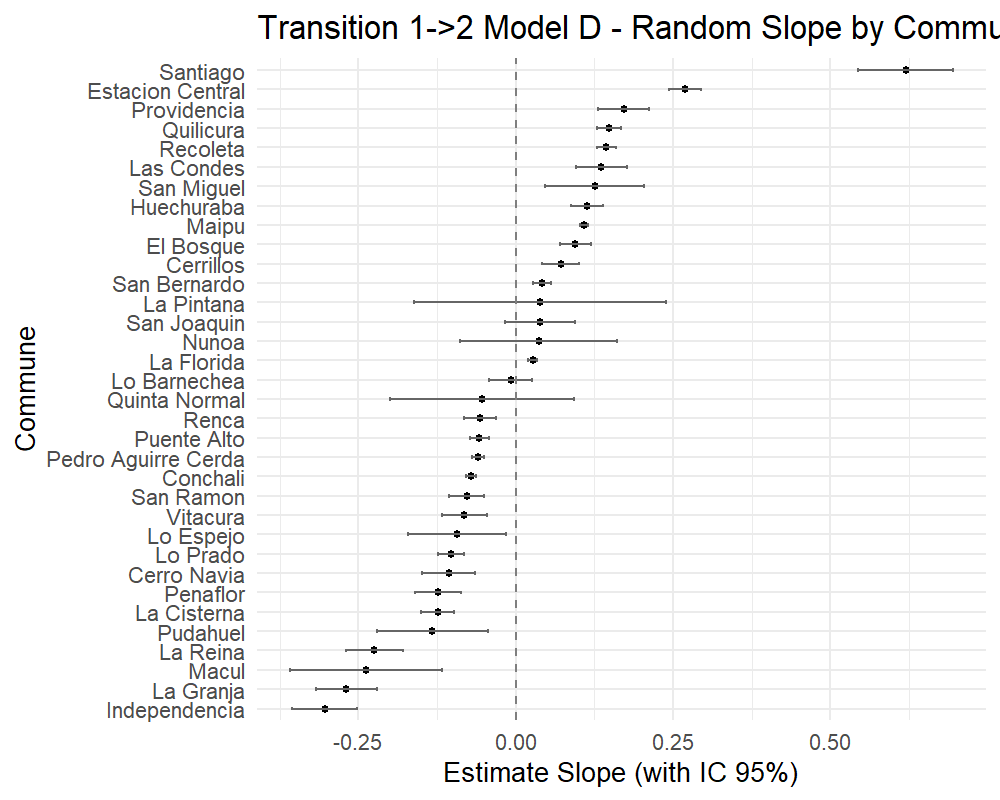 Transition 1->2 Model D - Random Slope by Commu
Santiago
Estacion Central
Providencia
Quilicura
Recoleta
Las Condes
San Miguel
Huechuraba
Maipu
El Bosque
Cerrillos
San Bernardo
La Pintana
San Joaquin
Nunoa
La Florida
Lo Barnechea
Quinta Normal
Renca
Puente Alto
Pedro Aguirre Cerda
Conchali
San Ramon
Vitacura
Lo Espejo
Lo Prado
Cerro Navia
Penaflor
La Cisterna
Pudahuel
La Reina
Macul
La Granja
Independencia
Commune
-0.25 0.00 0.25 0.50
Estimate Slope (with IC 95%)